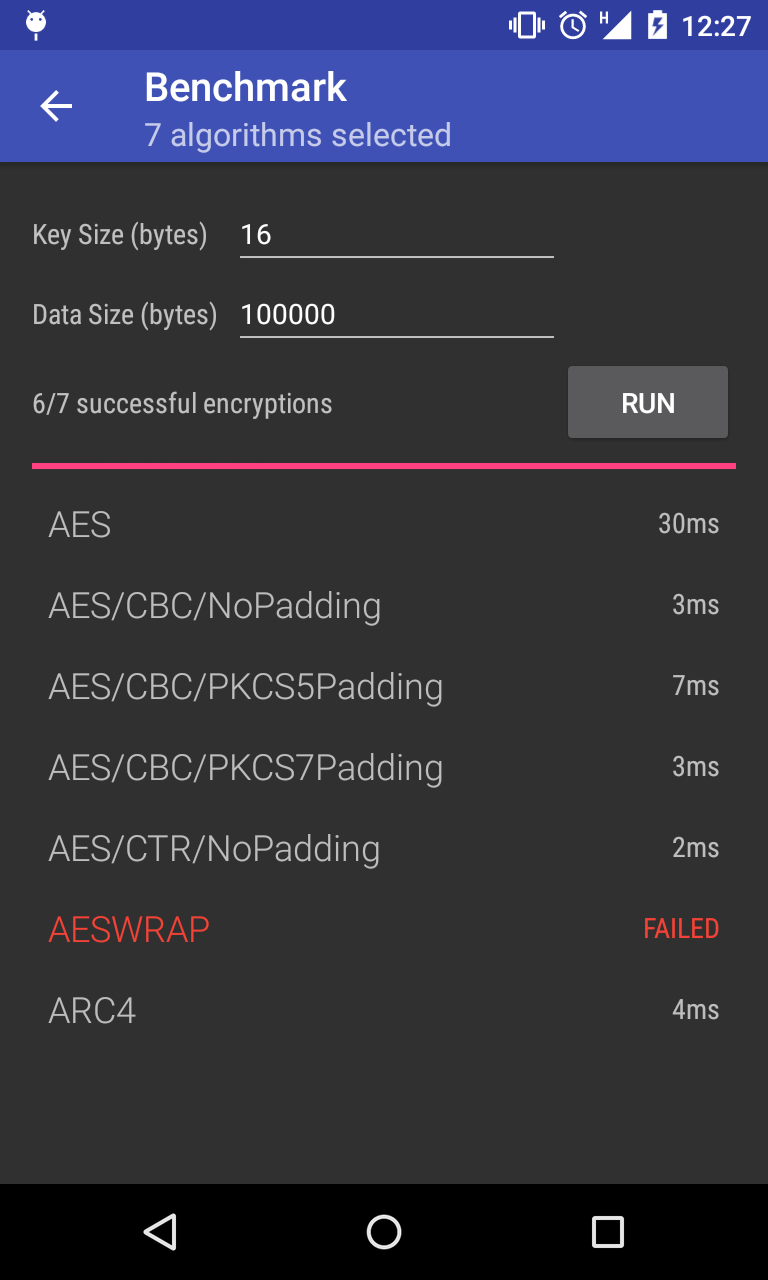 H 12:27
Benchmark
7 algorithms selected
Key Size (bytes) 16
Data Size (bytes) 100000
6/7 successful encryptions RUN
AES 30ms
AES/CBC/NoPadding 3ms
AES/CBC/PKCS5Padding 7ms
AES/CBC/PKCS7Padding 3ms
AES/CTR/NoPadding 2ms
AESWRAP FAILED
ARC4 4ms